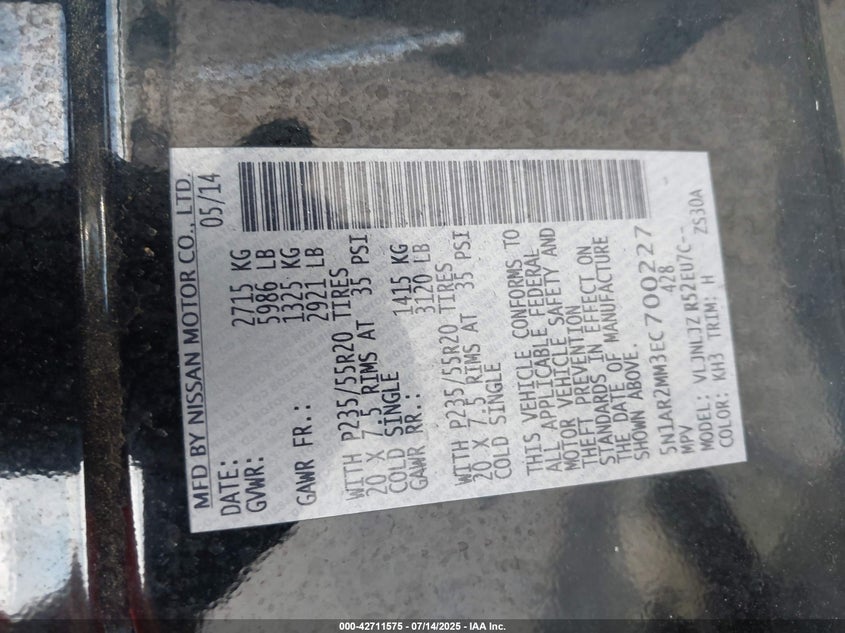 MFD BY NISSAN MOTOR CO., LTD.
DATE: 05/14
GVWR: 2715 KG
5986 LB
GAWR FR.: 1325 KG
2921 LB
WITH P235/55R20 TIRES
20 X 7.5 RIMS AT 35 PSI
COLD SINGLE
GAWR RR.: 1415 KG
3120 LB
WITH P235/55R20 TIRES
20 X 7.5 RIMS AT 35 PSI
COLD SINGLE
THIS VEHICLE CONFORMS TO
ALL APPLICABLE FEDERAL
MOTOR VEHICLE SAFETY AND
THEFT PREVENTION
STANDARDS IN EFFECT ON
THE DATE OF MANUFACTURE
SHOWN ABOVE.
5N1AR2MM3EC700227
MPV 428
MODEL: VLJNLJZ R52EU7C--
COLOR: KH3 TRIM: H ZS30A
000-42711575 - 07/14/2025 - IAA Inc.